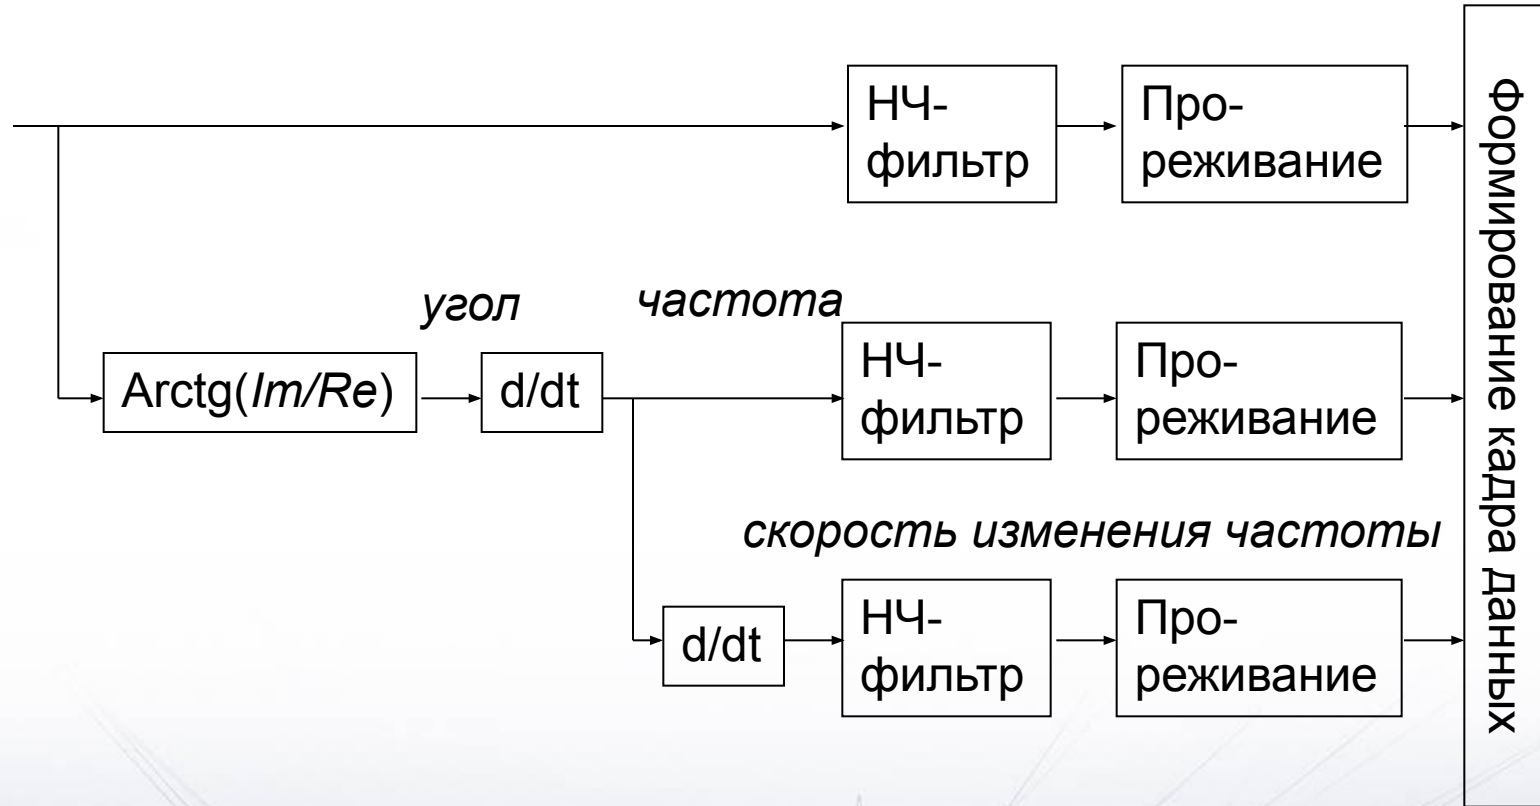 НЧ-
фильтр
Про-
реживание
угол
частота
Arctg(Im/Re)
d/dt
НЧ-
фильтр
Про-
реживание
скорость изменения частоты
d/dt
НЧ-
фильтр
Про-
реживание
Формирование кадра данных